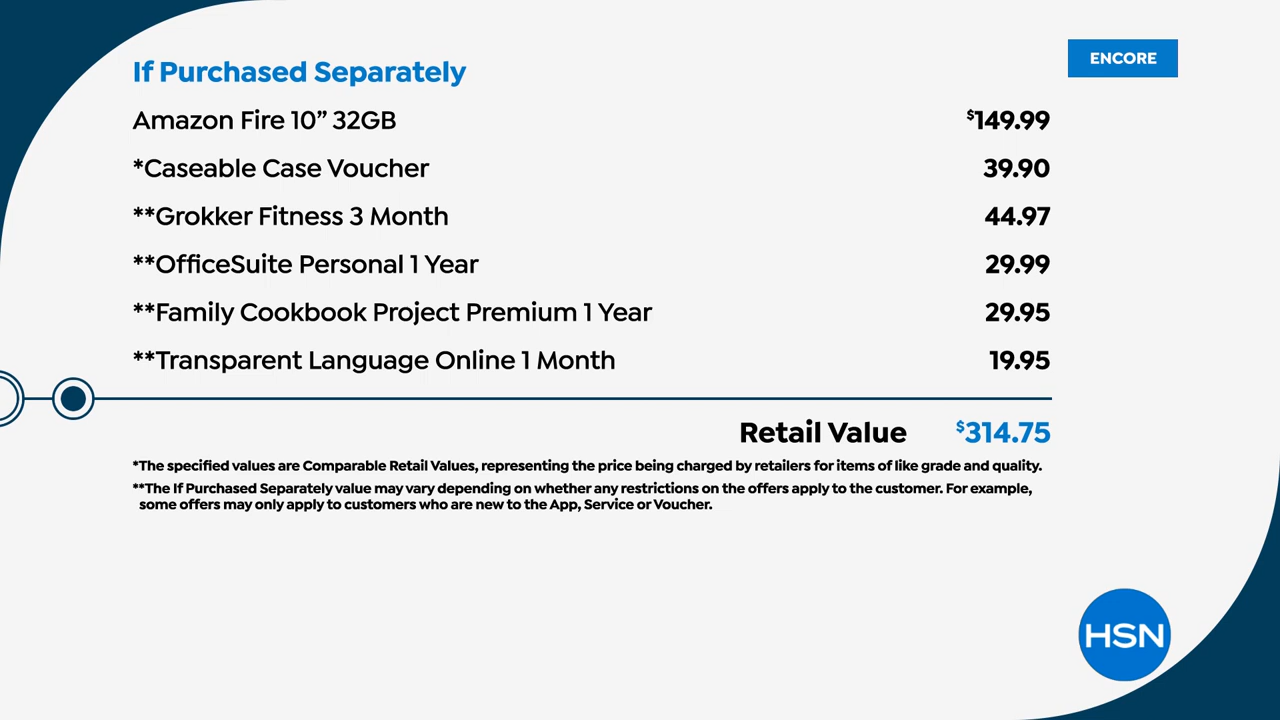 ENCORE
If Purchased Separately
Amazon Fire 10” 32GB $149.99
*Caseable Case Voucher 39.90
**Grokker Fitness 3 Month 44.97
**OfficeSuite Personal 1 Year 29.99
**Family Cookbook Project Premium 1 Year 29.95
**Transparent Language Online 1 Month 19.95
Retail Value $314.75
*The specified values are Comparable Retail Values, representing the price being charged by retailers for items of like grade and quality.
**The If Purchased Separately value may vary depending on whether any restrictions on the offers apply to the customer. For example,
some offers may only apply to customers who are new to the App, Service or Voucher.
HSN